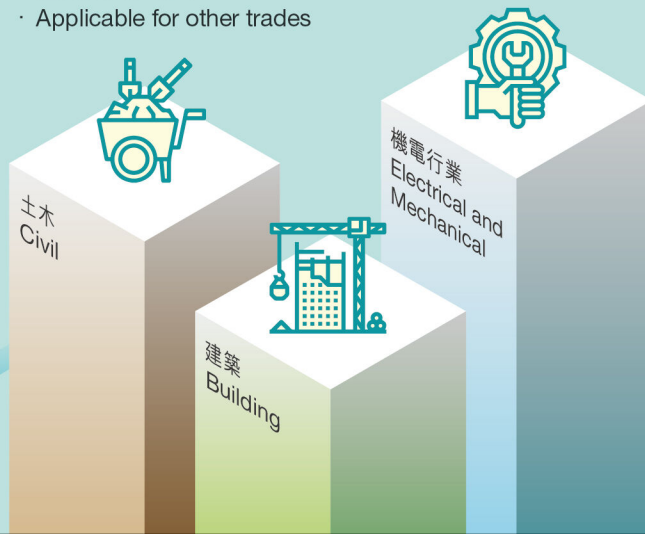 · Applicable for other trades
機電行業
Electrical and
Mechanical
土木
Civil
建築
Building